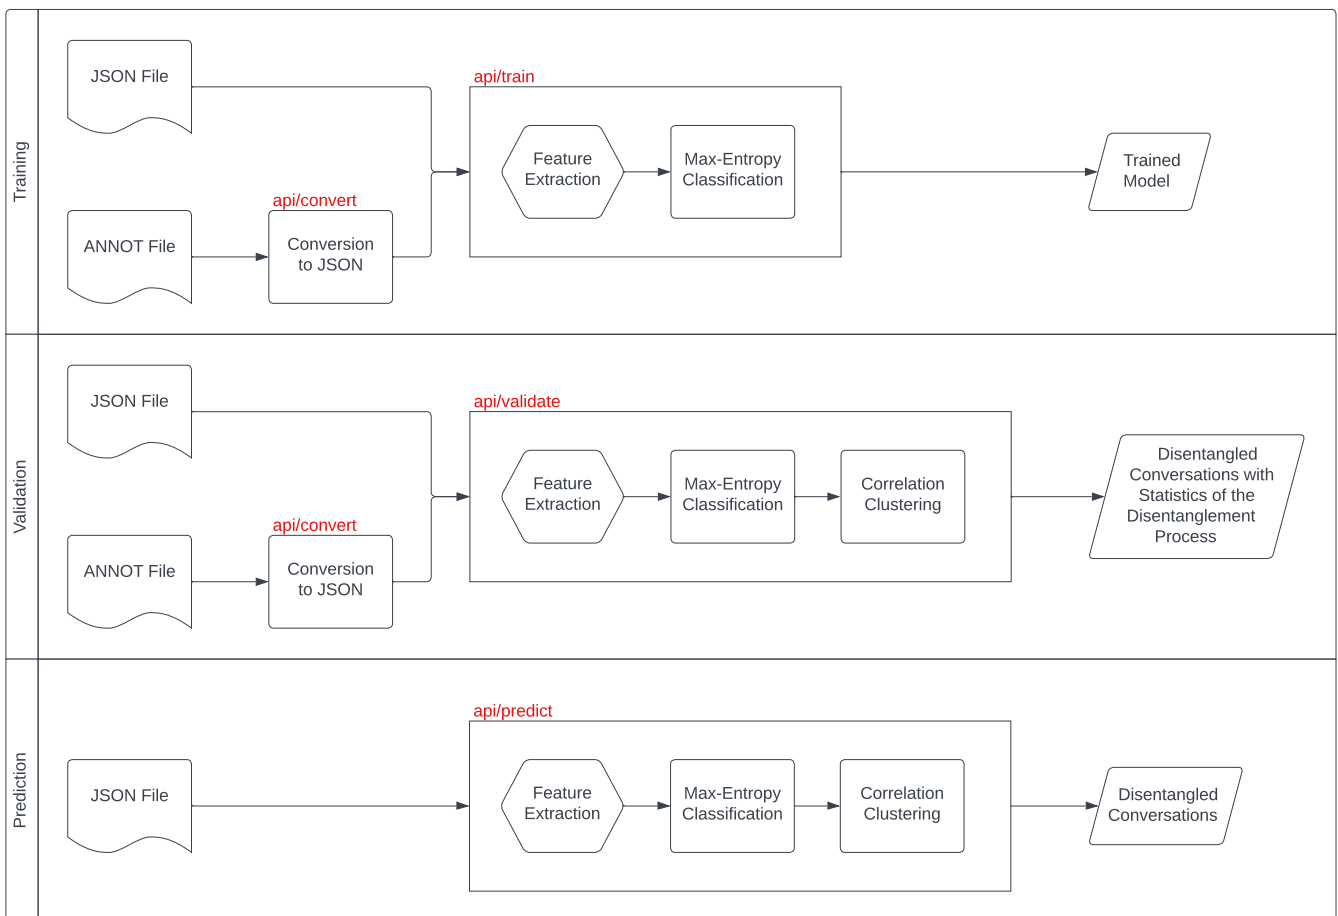 Training
JSON File
ANNOT File
api/convert
Conversion
to JSON
api/train
Feature
Extraction
Max-Entropy
Classification
Trained
Model
Validation
JSON File
ANNOT File
api/convert
Conversion
to JSON
api/validate
Feature
Extraction
Max-Entropy
Classification
Correlation
Clustering
Disentangled
Conversations with
Statistics of the
Disentanglement
Process
Prediction
JSON File
api/predict
Feature
Extraction
Max-Entropy
Classification
Correlation
Clustering
Disentangled
Conversations